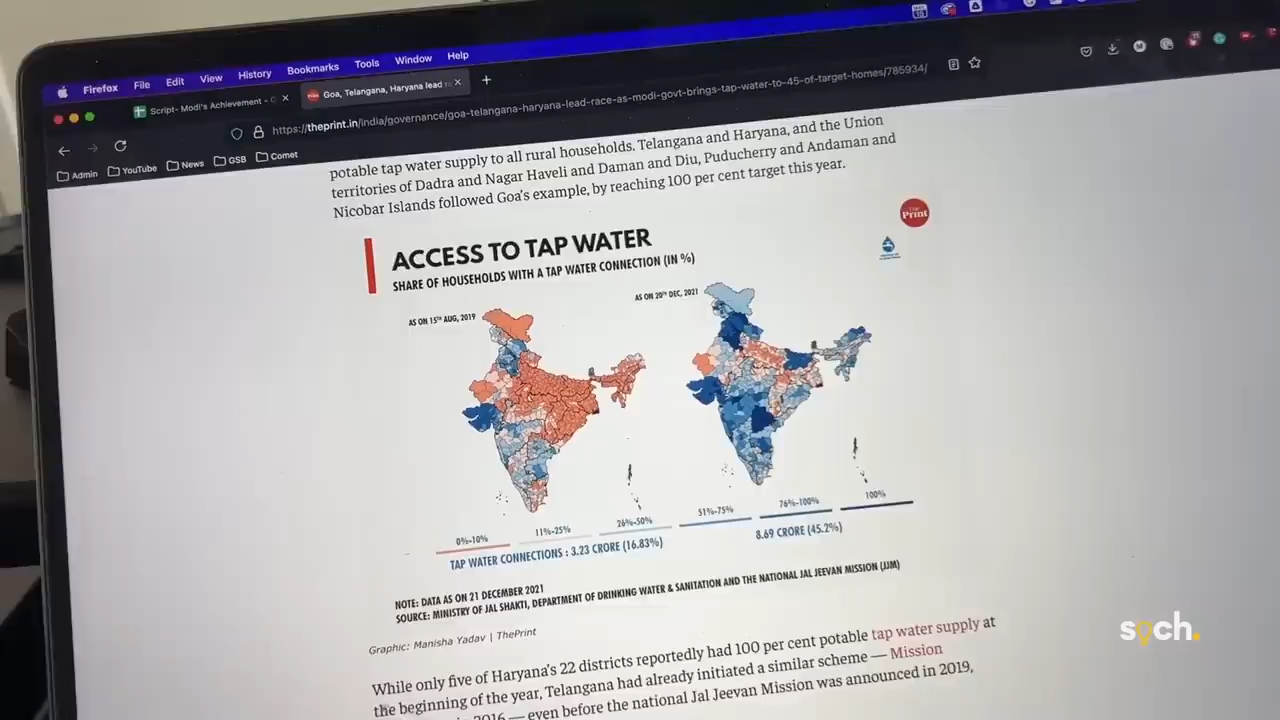 Firefox File Edit View History Bookmarks Tools Window Help
Script- Modi's Achievement - G
Goa, Telangana, Haryana lead
https://theprint.in/india/governance/goa-telangana-haryana-lead-race-as-modi-govt-brings-tap-water-to-45-of-target-homes/785934/
Admin YouTube News GSB Comet
potable tap water supply to all rural households. Telangana and Haryana, and the Union
territories of Dadra and Nagar Haveli and Daman and Diu, Puducherry and Andaman and
Nicobar Islands followed Goa's example, by reaching 100 per cent target this year.
The Print
ACCESS TO TAP WATER
SHARE OF HOUSEHOLDS WITH A TAP WATER CONNECTION (IN %)
AS ON 15TH AUG, 2019
AS ON 20TH DEC, 2021
0%-10% 11%-25% 26%-50% 51%-75% 76%-100% 100%
TAP WATER CONNECTIONS : 3.23 CRORE (16.83%)
8.69 CRORE (45.2%)
NOTE: DATA AS ON 21 DECEMBER 2021
SOURCE: MINISTRY OF JAL SHAKTI, DEPARTMENT OF DRINKING WATER & SANITATION AND THE NATIONAL JAL JEEVAN MISSION (JJM)
Graphic: Manisha Yadav | ThePrint
While only five of Haryana's 22 districts reportedly had 100 per cent potable tap water supply at
the beginning of the year, Telangana had already initiated a similar scheme — Mission
2016 — even before the national Jal Jeevan Mission was announced in 2019,
soch.